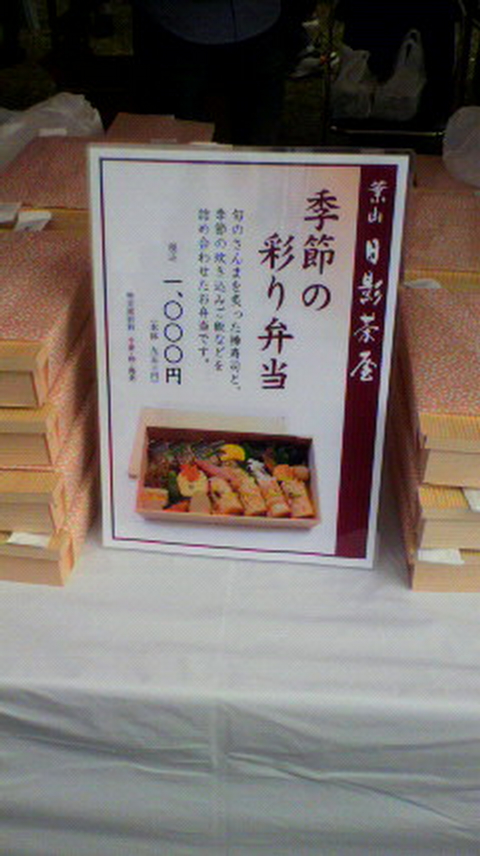 葉山 日影茶屋
季節の
彩り弁当
旬のさんまを炙った棒寿司と、
季節の炊き込みご飯などを
詰め合わせたお弁当です。
一、〇〇〇円